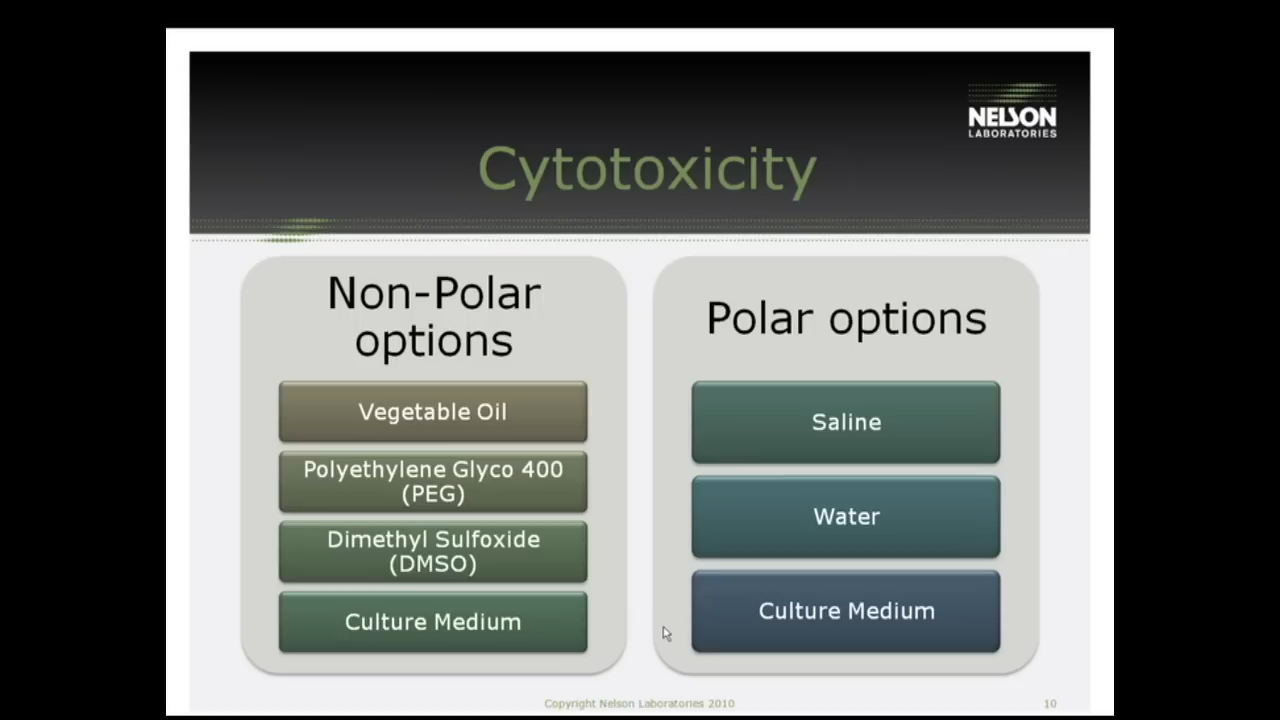 NELSON
LABORATORIES
Cytotoxicity
Non-Polar
options
Vegetable Oil
Polyethylene Glyco 400
(PEG)
Dimethyl Sulfoxide
(DMSO)
Culture Medium
Polar options
Saline
Water
Culture Medium
Copyright Nelson Laboratories 2010
10